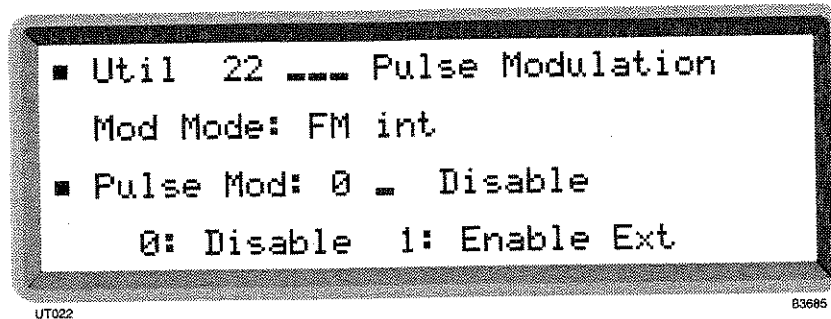 ▪ Util 22 ___ Pulse Modulation
Mod Mode: FM int
▪ Pulse Mod: 0 _ Disable
0: Disable 1: Enable Ext
UT022 B3685